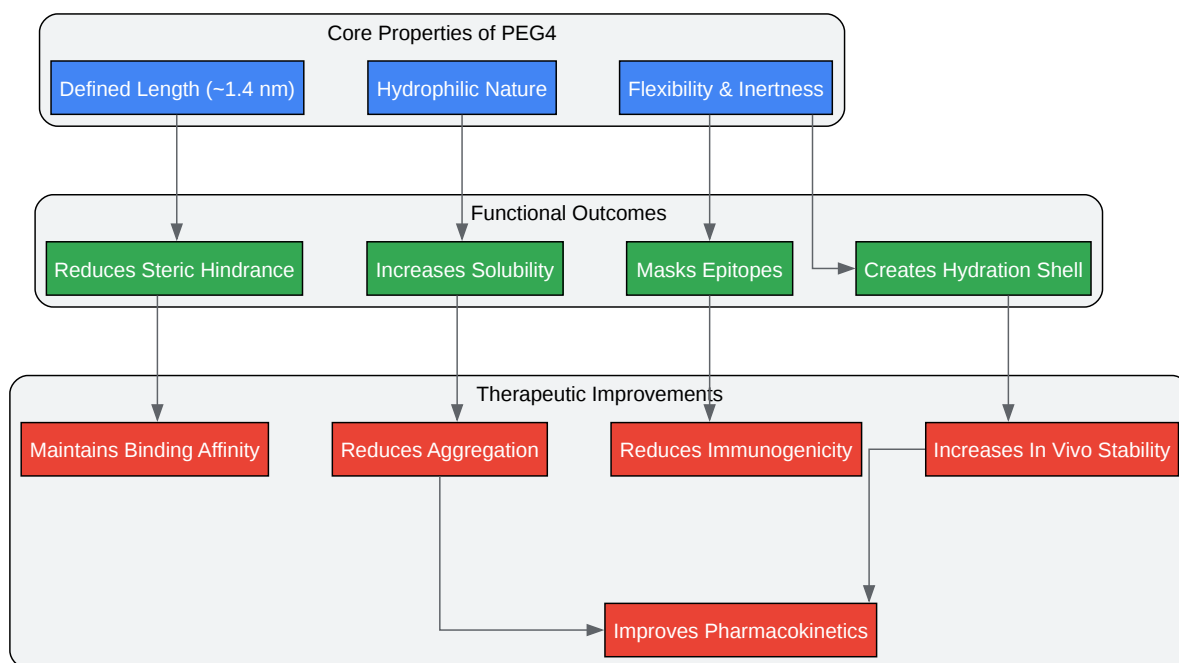 Core Properties of PEG4
Defined Length (~1.4 nm)
Hydrophilic Nature
Flexibility & Inertness
Functional Outcomes
Reduces Steric Hindrance
Increases Solubility
Masks Epitopes
Creates Hydration Shell
Therapeutic Improvements
Maintains Binding Affinity
Reduces Aggregation
Reduces Immunogenicity
Increases In Vivo Stability
Improves Pharmacokinetics